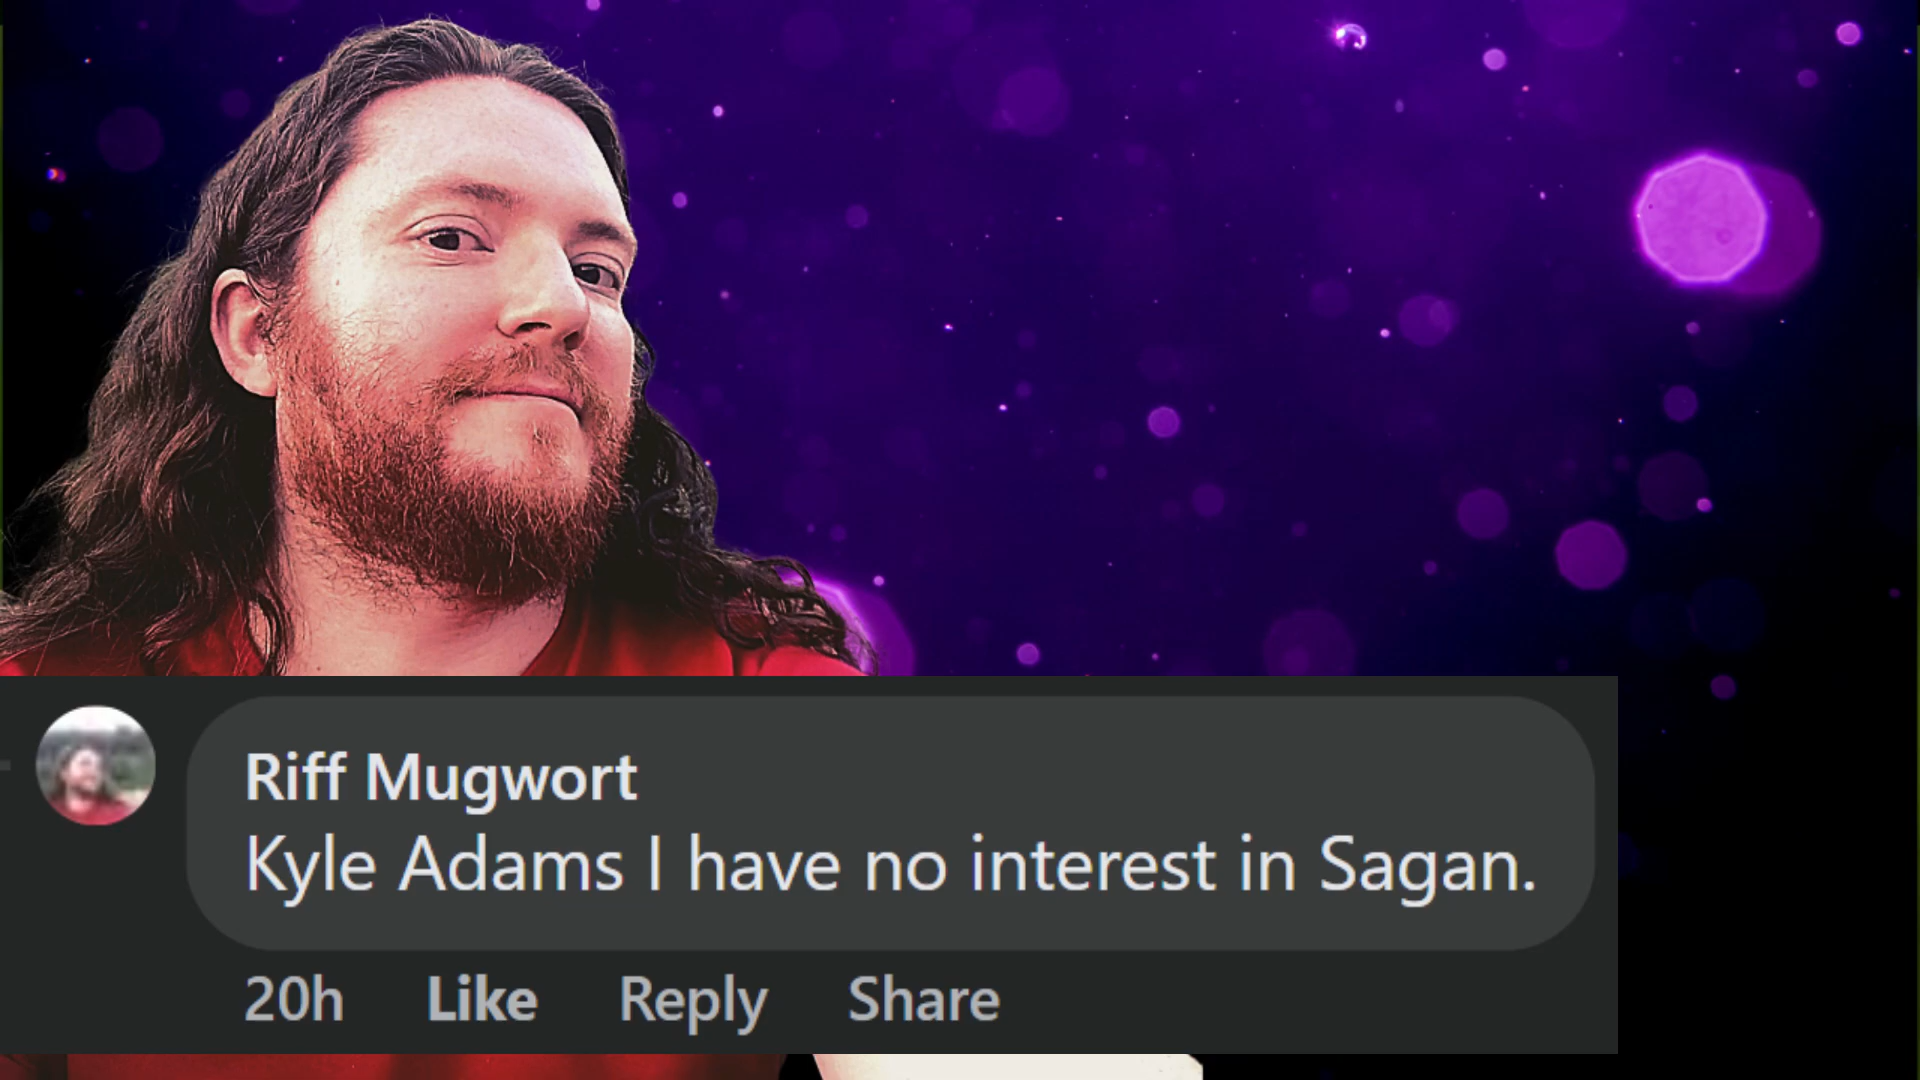 Riff Mugwort
Kyle Adams I have no interest in Sagan.
20h Like Reply Share